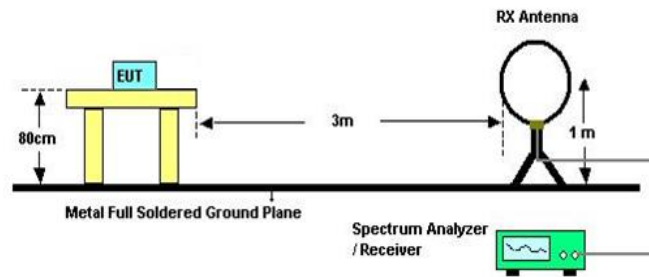 RX Antenna
EUT
3m
80cm
1 m
Metal Full Soldered Ground Plane
Spectrum Analyzer
/ Receiver